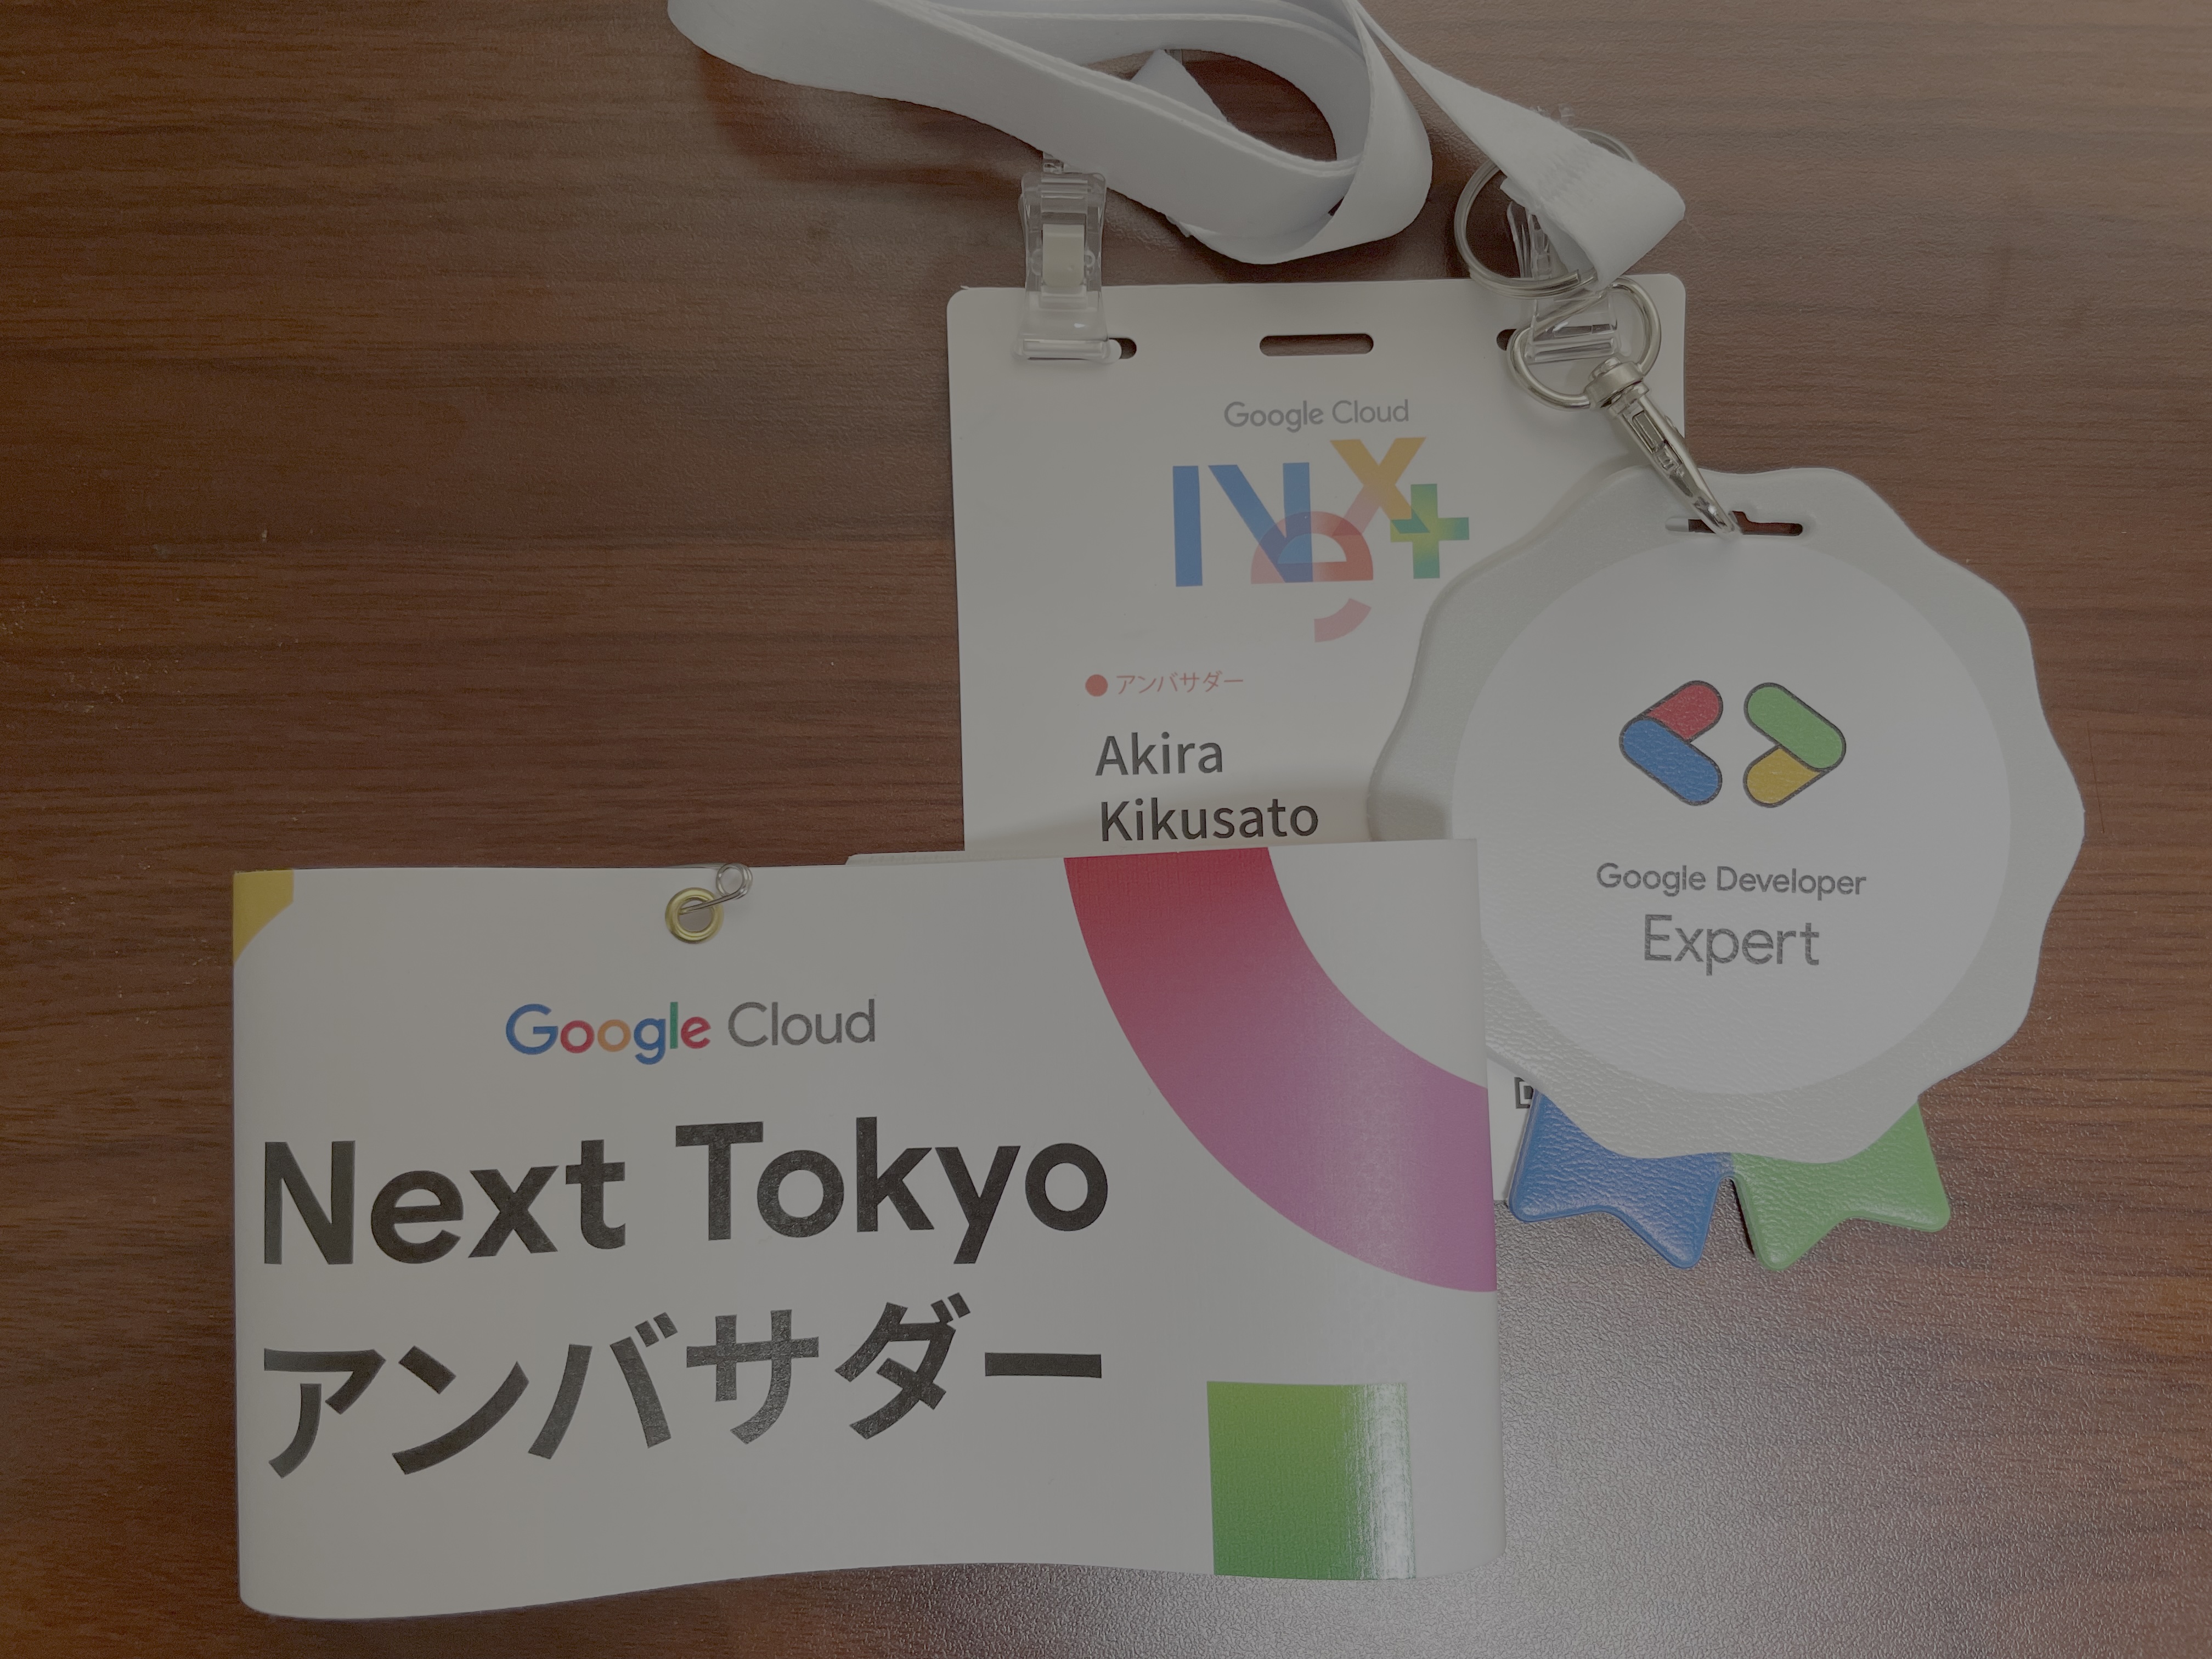 Google Cloud
Next
アンバサダー
Akira
Kikusato
Google Developer
Expert
Google Cloud
Next Tokyo
アンバサダー